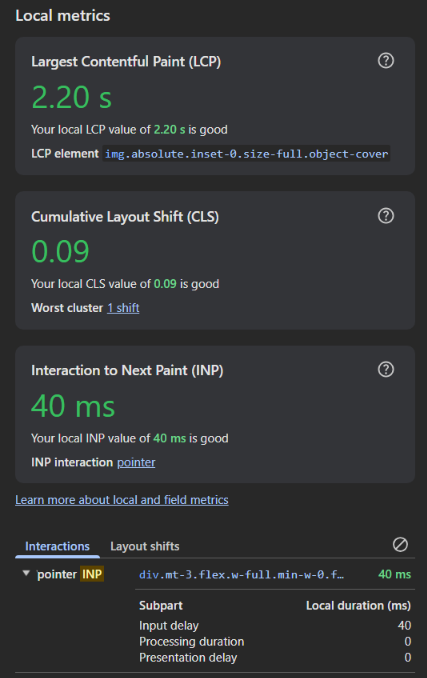 Local metrics
Largest Contentful Paint (LCP)
2.20 s
Your local LCP value of 2.20 s is good
LCP element img.absolute.inset-0.size-full.object-cover
Cumulative Layout Shift (CLS)
0.09
Your local CLS value of 0.09 is good
Worst cluster 1 shift
Interaction to Next Paint (INP)
40 ms
Your local INP value of 40 ms is good
INP interaction pointer
Learn more about local and field metrics
Interactions Layout shifts
pointer INP div.mt-3.flex.w-full.min-w-0.f… 40 ms
Subpart Local duration (ms)
Input delay 40
Processing duration 0
Presentation delay 0